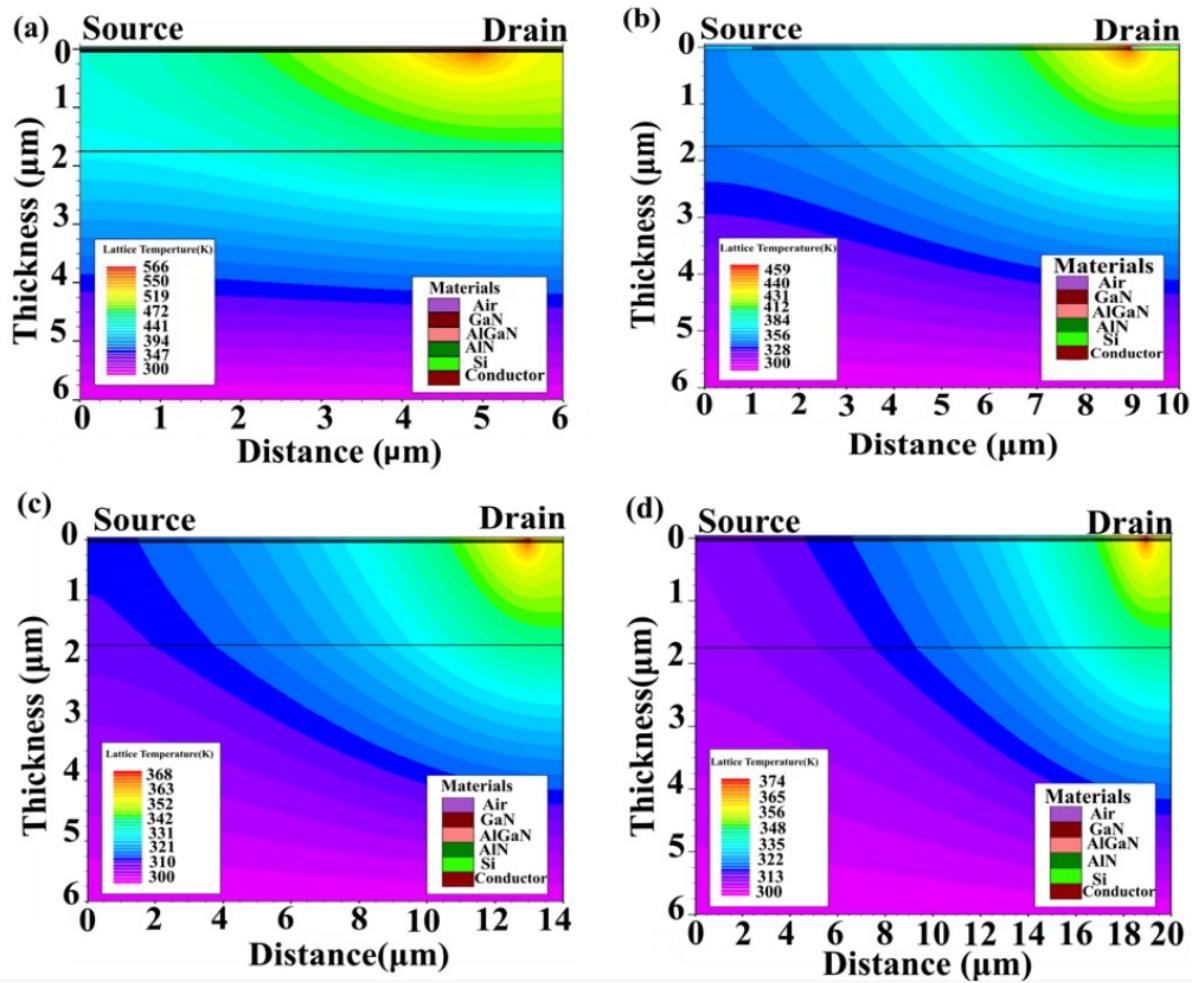 (a)
Source Drain
0
1
2
3
4
5
6
Thickness (μm)
Lattice Temperture(K)
566
550
519
472
441
394
347
300
Materials
Air
GaN
AlGaN
AlN
Si
Conductor
0 1 2 3 4 5 6
Distance (μm)
(b)
Source Drain
0
1
2
3
4
5
6
Thickness (μm)
Lattice Temperature(K)
459
440
431
412
384
356
328
300
Materials
Air
GaN
AlGaN
AlN
Si
Conductor
0 1 2 3 4 5 6 7 8 9 10
Distance (μm)
(c)
Source Drain
0
1
2
3
4
5
6
Thickness (μm)
Lattice Temperature(K)
368
363
352
342
331
321
310
300
Materials
Air
GaN
AlGaN
AlN
Si
Conductor
0 2 4 6 8 10 12 14
Distance(μm)
(d)
Source Drain
0
1
2
3
4
5
6
Thickness(μm)
Lattice Temperature(K)
374
365
356
348
335
322
313
300
Materials
Air
GaN
AlGaN
AlN
Si
Conductor
0 2 4 6 8 10 12 14 16 18 20
Distance (μm)